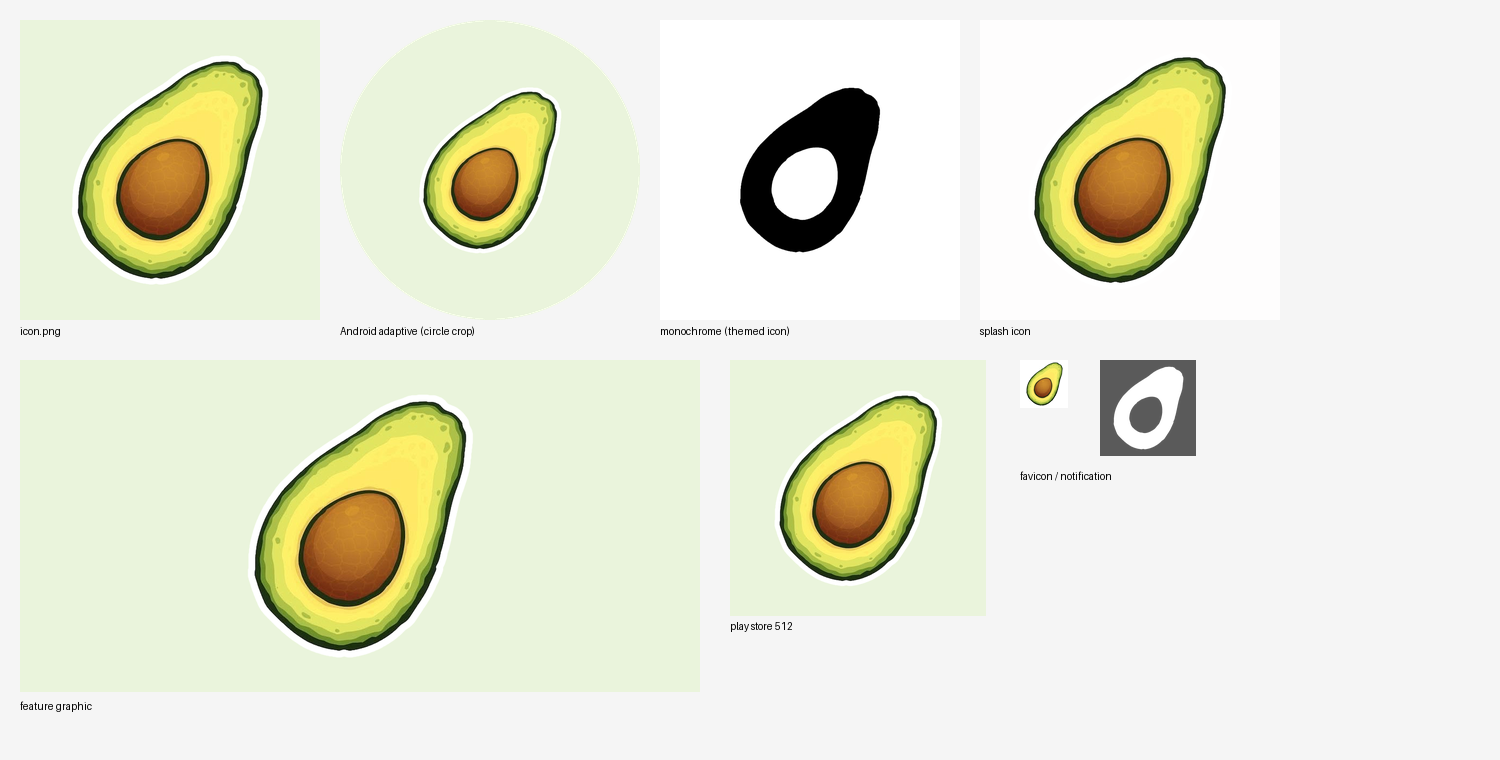 icon.png
Android adaptive (circle crop)
monochrome (themed icon)
splash icon
favicon / notification
play store 512
feature graphic